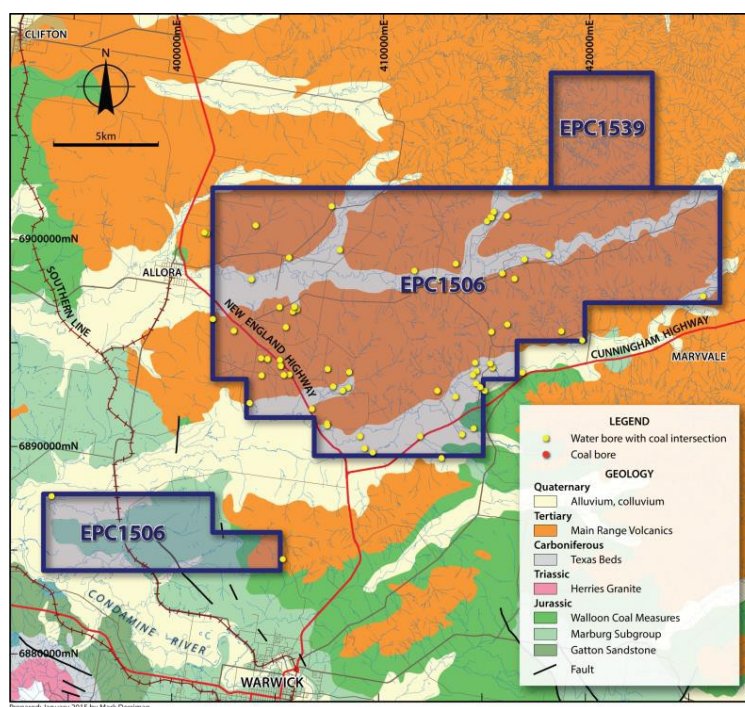 CLIFTON
400000mE
410000mE
420000mE
N
5km
EPC1539
6900000mN
ALLORA
EPC1506
SOUTHERN LINE
NEW ENGLAND HIGHWAY
CUNNINGHAM HIGHWAY
MARYVALE
6890000mN
EPC1506
CONDAMINE RIVER
6880000mN
WARWICK
LEGEND
Water bore with coal intersection
Coal bore
GEOLOGY
Quaternary
Alluvium, colluvium
Tertiary
Main Range Volcanics
Carboniferous
Texas Beds
Triassic
Herries Granite
Jurassic
Walloon Coal Measures
Marburg Subgroup
Gatton Sandstone
Fault